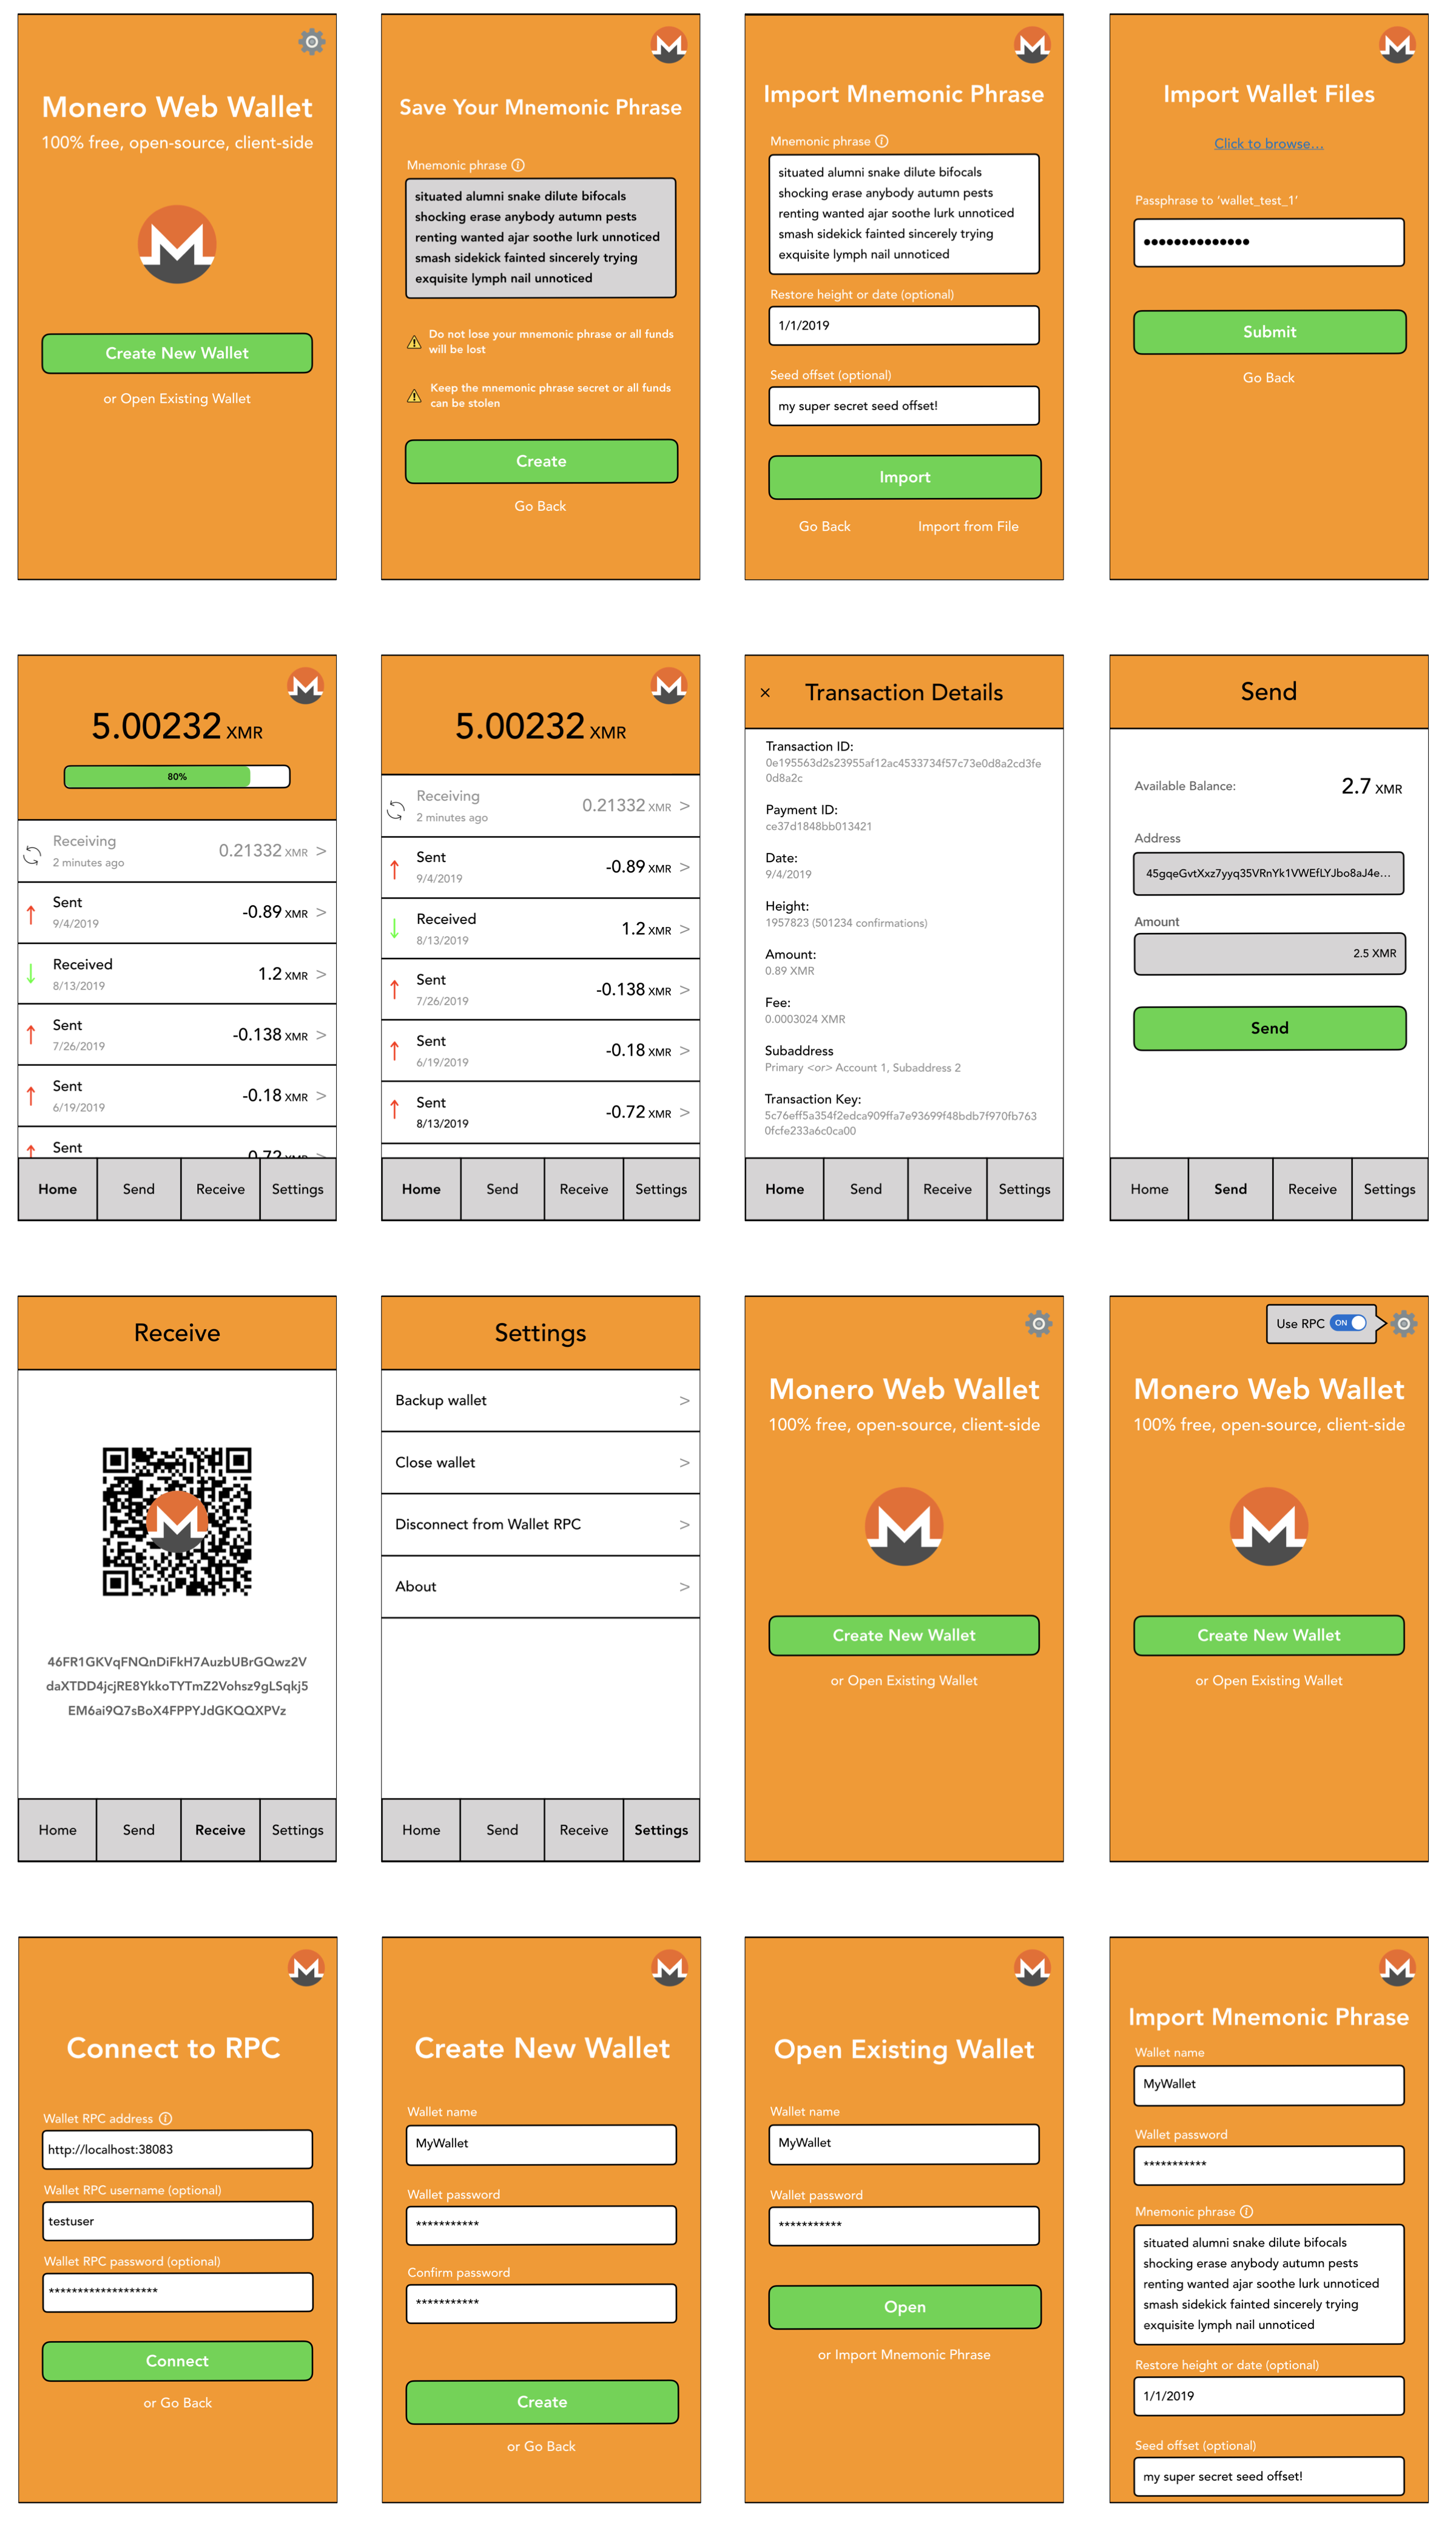 Monero Web Wallet
100% free, open-source, client-side
Create New Wallet
or Open Existing Wallet
Save Your Mnemonic Phrase
Mnemonic phrase
situated alumni snake dilute bifocals
shocking erase anybody autumn pests
renting wanted ajar soothe lurk unnoticed
smash sidekick fainted sincerely trying
exquisite lymph nail unnoticed
Do not lose your mnemonic phrase or all funds
will be lost
Keep the mnemonic phrase secret or all funds
can be stolen
Create
Go Back
Import Mnemonic Phrase
Mnemonic phrase
situated alumni snake dilute bifocals
shocking erase anybody autumn pests
renting wanted ajar soothe lurk unnoticed
smash sidekick fainted sincerely trying
exquisite lymph nail unnoticed
Restore height or date (optional)
1/1/2019
Seed offset (optional)
my super secret seed offset!
Import
Go Back Import from File
Import Wallet Files
Click to browse...
Passphrase to ‘wallet_test_1’
Submit
Go Back
5.00232 XMR
80%
Receiving
2 minutes ago
0.21332 XMR >
Sent
9/4/2019
-0.89 XMR >
Received
8/13/2019
1.2 XMR >
Sent
7/26/2019
-0.138 XMR >
Sent
6/19/2019
-0.18 XMR >
Sent
0.72 XMR
Home Send Receive Settings
5.00232 XMR
Receiving
2 minutes ago
0.21332 XMR >
Sent
9/4/2019
-0.89 XMR >
Received
8/13/2019
1.2 XMR >
Sent
7/26/2019
-0.138 XMR >
Sent
6/19/2019
-0.18 XMR >
Sent
8/13/2019
-0.72 XMR >
Home Send Receive Settings
× Transaction Details
Transaction ID:
0e195563d2s23955af12ac4533734f57c73e0d8a2cd3fe
0d8a2c
Payment ID:
ce37d1848bb013421
Date:
9/4/2019
Height:
1957823 (501234 confirmations)
Amount:
0.89 XMR
Fee:
0.0003024 XMR
Subaddress
Primary <or> Account 1, Subaddress 2
Transaction Key:
5c76eff5a354f2edca909ffa7e93699f48bdb7f970fb763
0fcfe233a6c0ca00
Home Send Receive Settings
Send
Available Balance: 2.7 XMR
Address
45gqeGvtXxz7yyq35VRnYk1VWEfLYJbo8aJ4e...
Amount
2.5 XMR
Send
Home Send Receive Settings
Receive
46FR1GKVqFNQnDiFkH7AuzbUBrGQwz2V
daXTDD4jcjRE8YkkoTYTmZ2Vohsz9gLSqkj5
EM6ai9Q7sBoX4FPPYJdGKQQXPVz
Home Send Receive Settings
Settings
Backup wallet >
Close wallet >
Disconnect from Wallet RPC >
About >
Home Send Receive Settings
Monero Web Wallet
100% free, open-source, client-side
Create New Wallet
or Open Existing Wallet
Use RPC ON
Monero Web Wallet
100% free, open-source, client-side
Create New Wallet
or Open Existing Wallet
Connect to RPC
Wallet RPC address
http://localhost:38083
Wallet RPC username (optional)
testuser
Wallet RPC password (optional)
*******************
Connect
or Go Back
Create New Wallet
Wallet name
MyWallet
Wallet password
***********
Confirm password
***********
Create
or Go Back
Open Existing Wallet
Wallet name
MyWallet
Wallet password
***********
Open
or Import Mnemonic Phrase
Import Mnemonic Phrase
Wallet name
MyWallet
Wallet password
***********
Mnemonic phrase
situated alumni snake dilute bifocals
shocking erase anybody autumn pests
renting wanted ajar soothe lurk unnoticed
smash sidekick fainted sincerely trying
exquisite lymph nail unnoticed
Restore height or date (optional)
1/1/2019
Seed offset (optional)
my super secret seed offset!